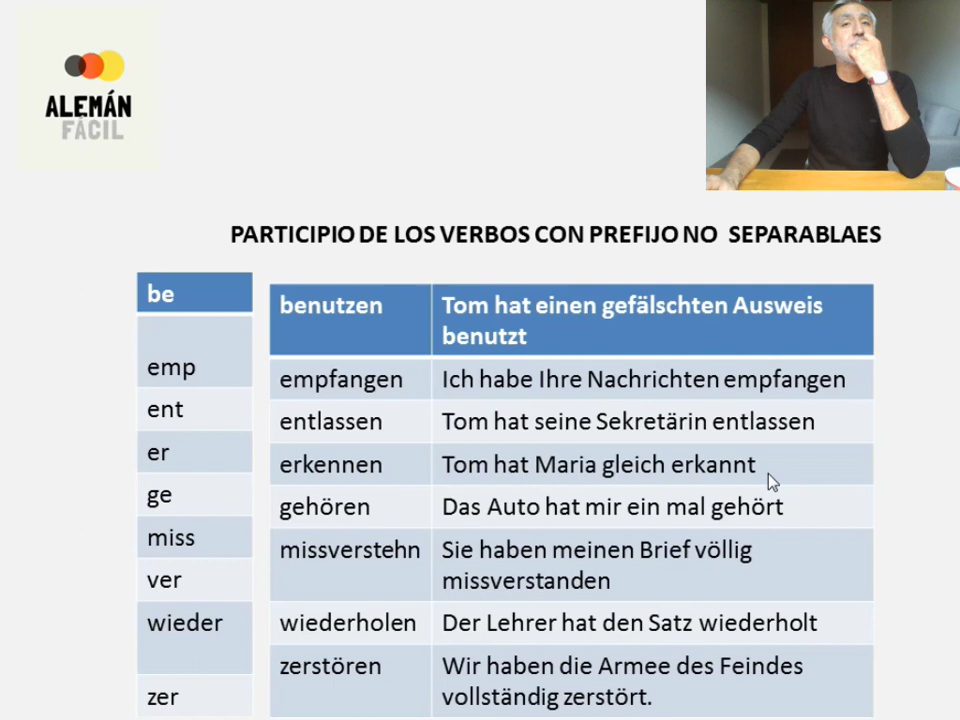 ALEMÁN
FÁCIL
PARTICIPIO DE LOS VERBOS CON PREFIJO NO SEPARABLAES
be
emp
ent
er
ge
miss
ver
wieder
zer
benutzen
Tom hat einen gefälschten Ausweis
benutzt
empfangen
Ich habe Ihre Nachrichten empfangen
entlassen
Tom hat seine Sekretärin entlassen
erkennen
Tom hat Maria gleich erkannt
gehören
Das Auto hat mir ein mal gehört
missverstehn
Sie haben meinen Brief völlig
missverstanden
wiederholen
Der Lehrer hat den Satz wiederholt
zerstören
Wir haben die Armee des Feindes
vollständig zerstört.